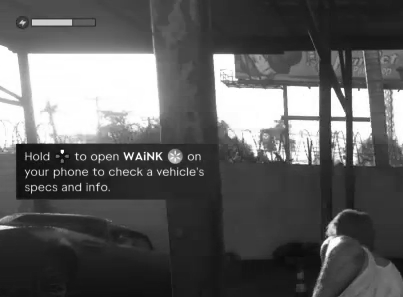 Hold to open WAiNK on
your phone to check a vehicle's
specs and info.